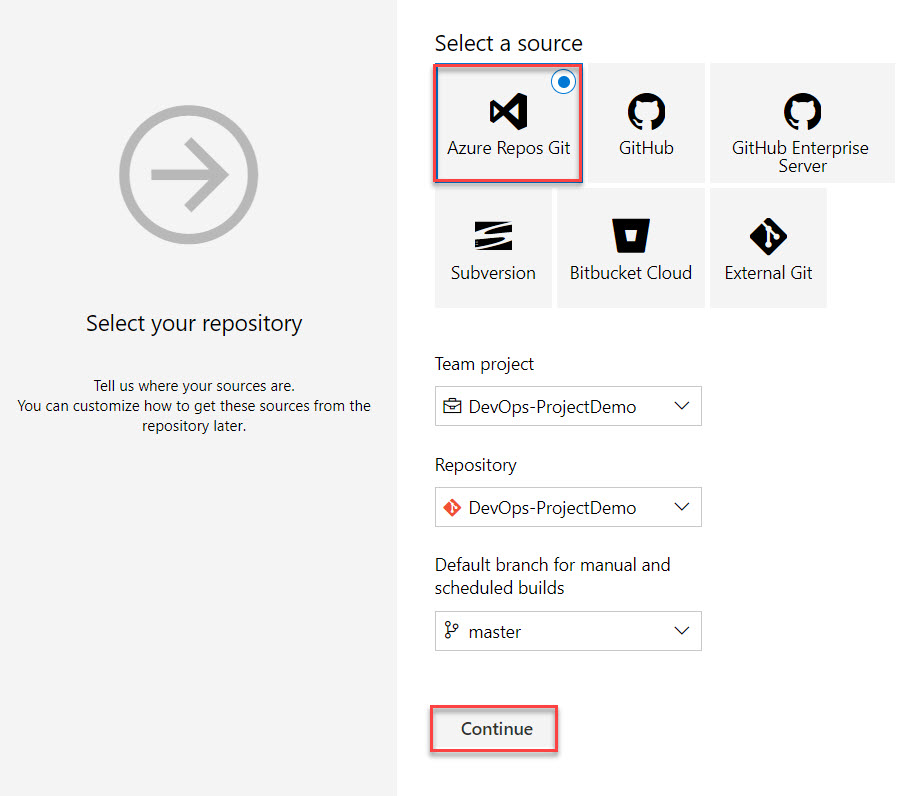 Select your repository
Tell us where your sources are.
You can customize how to get these sources from the
repository later.
Select a source
Azure Repos Git
GitHub
GitHub Enterprise
Server
Subversion
Bitbucket Cloud
External Git
Team project
DevOps-ProjectDemo
Repository
DevOps-ProjectDemo
Default branch for manual and
scheduled builds
master
Continue